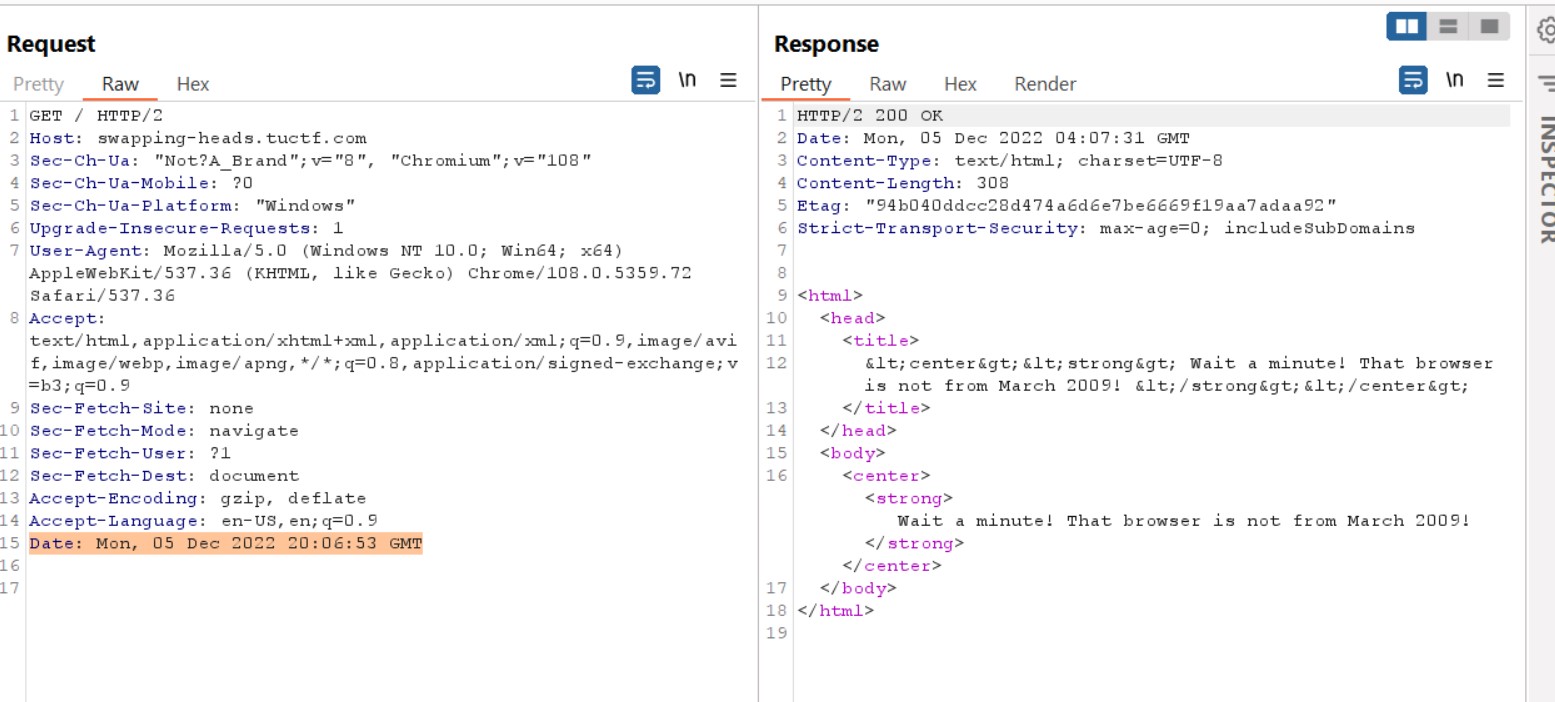 Request
Pretty Raw Hex \n
1 GET / HTTP/2
2 Host: swapping-heads.tuctf.com
3 Sec-Ch-Ua: "Not?A_Brand";v="8", "Chromium";v="108"
4 Sec-Ch-Ua-Mobile: ?0
5 Sec-Ch-Ua-Platform: "Windows"
6 Upgrade-Insecure-Requests: 1
7 User-Agent: Mozilla/5.0 (Windows NT 10.0; Win64; x64)
AppleWebKit/537.36 (KHTML, like Gecko) Chrome/108.0.5359.72
Safari/537.36
8 Accept:
text/html,application/xhtml+xml,application/xml;q=0.9,image/avi
f,image/webp,image/apng,*/*;q=0.8,application/signed-exchange;v
=b3;q=0.9
9 Sec-Fetch-Site: none
10 Sec-Fetch-Mode: navigate
11 Sec-Fetch-User: ?1
12 Sec-Fetch-Dest: document
13 Accept-Encoding: gzip, deflate
14 Accept-Language: en-US,en;q=0.9
15 Date: Mon, 05 Dec 2022 20:06:53 GMT
16
17
Response
Pretty Raw Hex Render \n
1 HTTP/2 200 OK
2 Date: Mon, 05 Dec 2022 04:07:31 GMT
3 Content-Type: text/html; charset=UTF-8
4 Content-Length: 308
5 Etag: "94b040ddcc28d474a6d6e7be6669f19aa7adaa92"
6 Strict-Transport-Security: max-age=0; includeSubDomains
7
8
9 <html>
10 <head>
11 <title>
12 &lt;center&gt;&lt;strong&gt; Wait a minute! That browser
is not from March 2009! &lt;/strong&gt;&lt;/center&gt;
13 </title>
14 </head>
15 <body>
16 <center>
<strong>
Wait a minute! That browser is not from March 2009!
</strong>
</center>
17 </body>
18 </html>
19
INSPECTOR